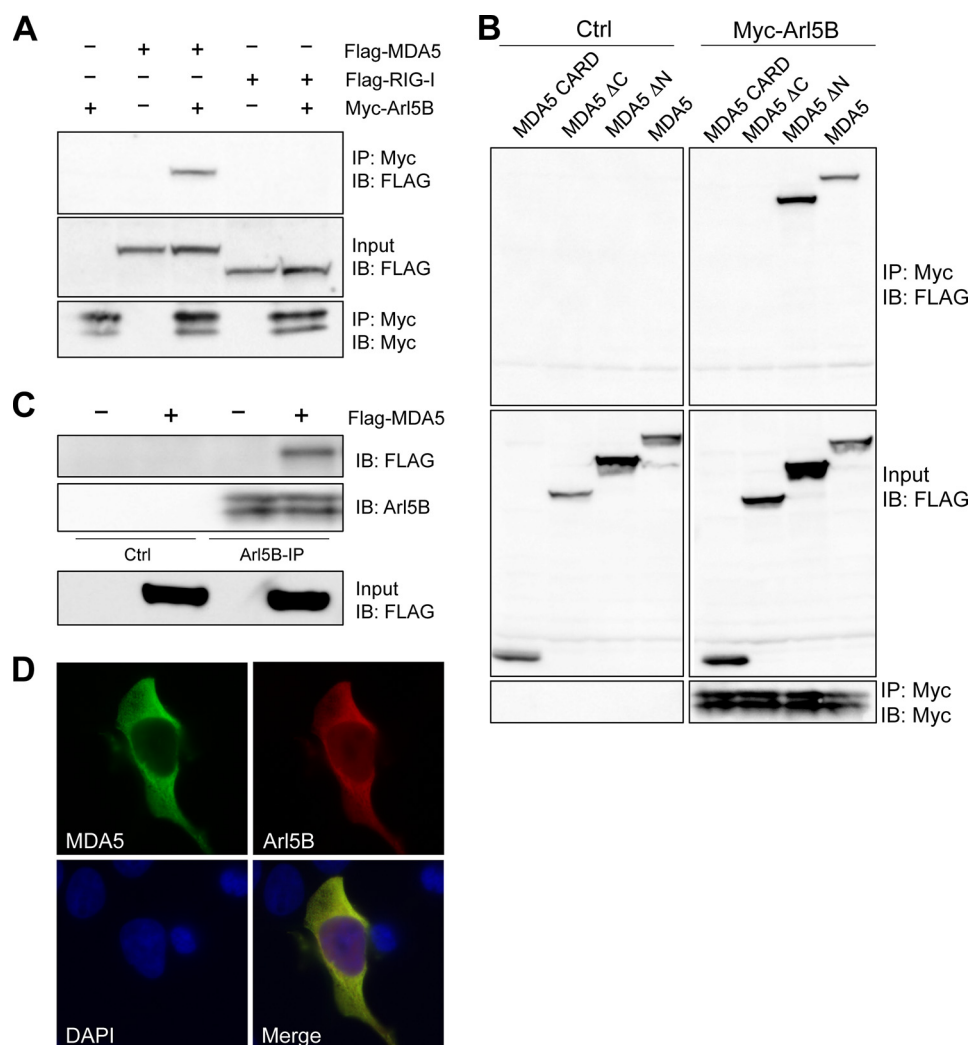 A
− + + − − Flag-MDA5
− − − + + Flag-RIG-I
+ − + − + Myc-Arl5B
IP: Myc
IB: FLAG
Input
IB: FLAG
IP: Myc
IB: Myc
B
Ctrl Myc-Arl5B
MDA5 CARD
MDA5 ΔC
MDA5 ΔN
MDA5
MDA5 CARD
MDA5 ΔC
MDA5 ΔN
MDA5
IP: Myc
IB: FLAG
Input
IB: FLAG
IP: Myc
IB: Myc
C
− + − + Flag-MDA5
IB: FLAG
IB: Arl5B
Ctrl Arl5B-IP
Input
IB: FLAG
D
MDA5 Arl5B
DAPI Merge